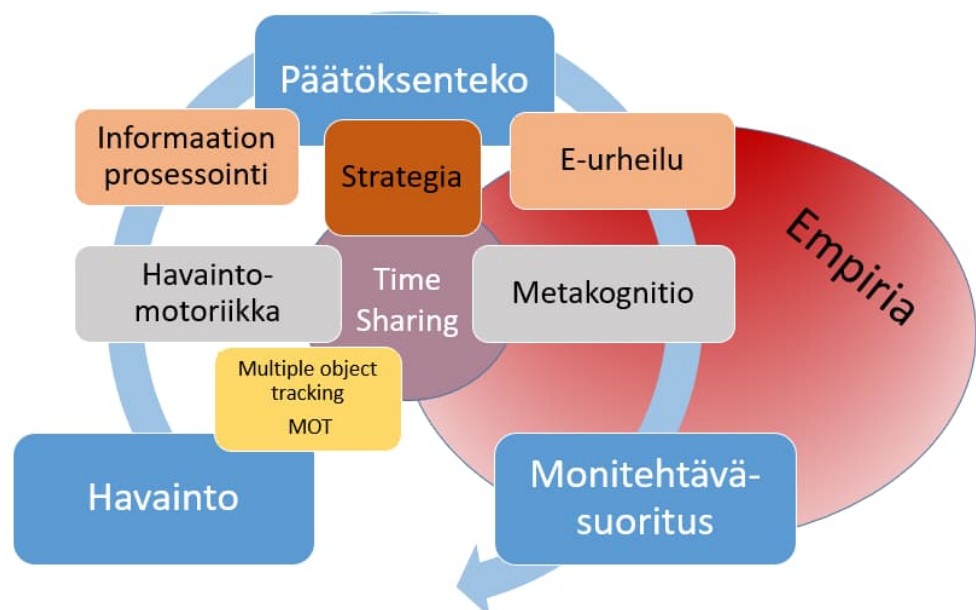 Päätöksenteko
Informaation
prosessointi
Strategia
E-urheilu
Empiria
Havainto-
motoriikka
Time
Sharing
Metakognitio
Multiple object
tracking
MOT
Havainto
Monitehtävä-
suoritus